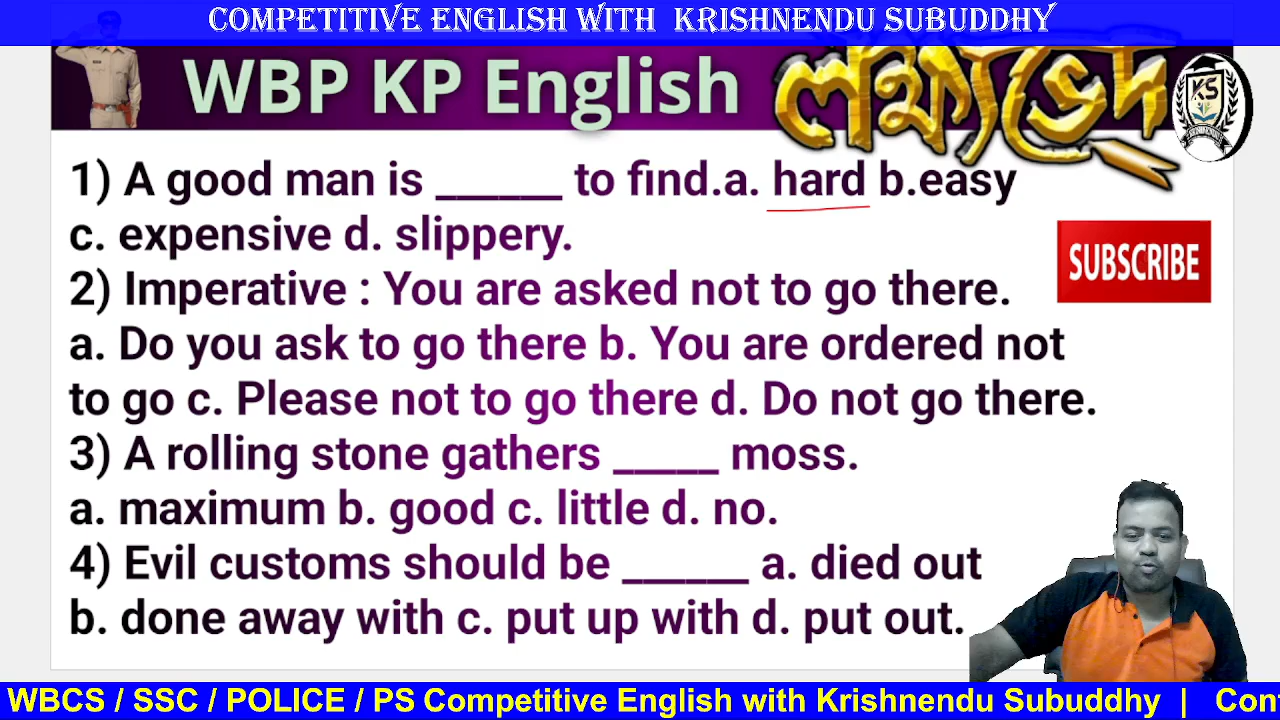 COMPETITIVE ENGLISH WITH KRISHNENDU SUBUDDHY
WBP KP English
লক্ষ্যভেদ
KS
1) A good man is ______ to find.a. hard b.easy
c. expensive d. slippery.
SUBSCRIBE
2) Imperative : You are asked not to go there.
a. Do you ask to go there b. You are ordered not
to go c. Please not to go there d. Do not go there.
3) A rolling stone gathers _____ moss.
a. maximum b. good c. little d. no.
4) Evil customs should be ______ a. died out
b. done away with c. put up with d. put out.
WBCS / SSC / POLICE / PS Competitive English with Krishnendu Subuddhy |